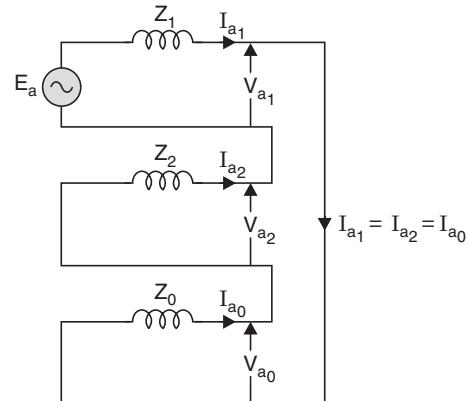 Z1 Ia1
Ea Va1
Z2 Ia2
Va2
Ia1 = Ia2 = Ia0
Z0 Ia0
Va0